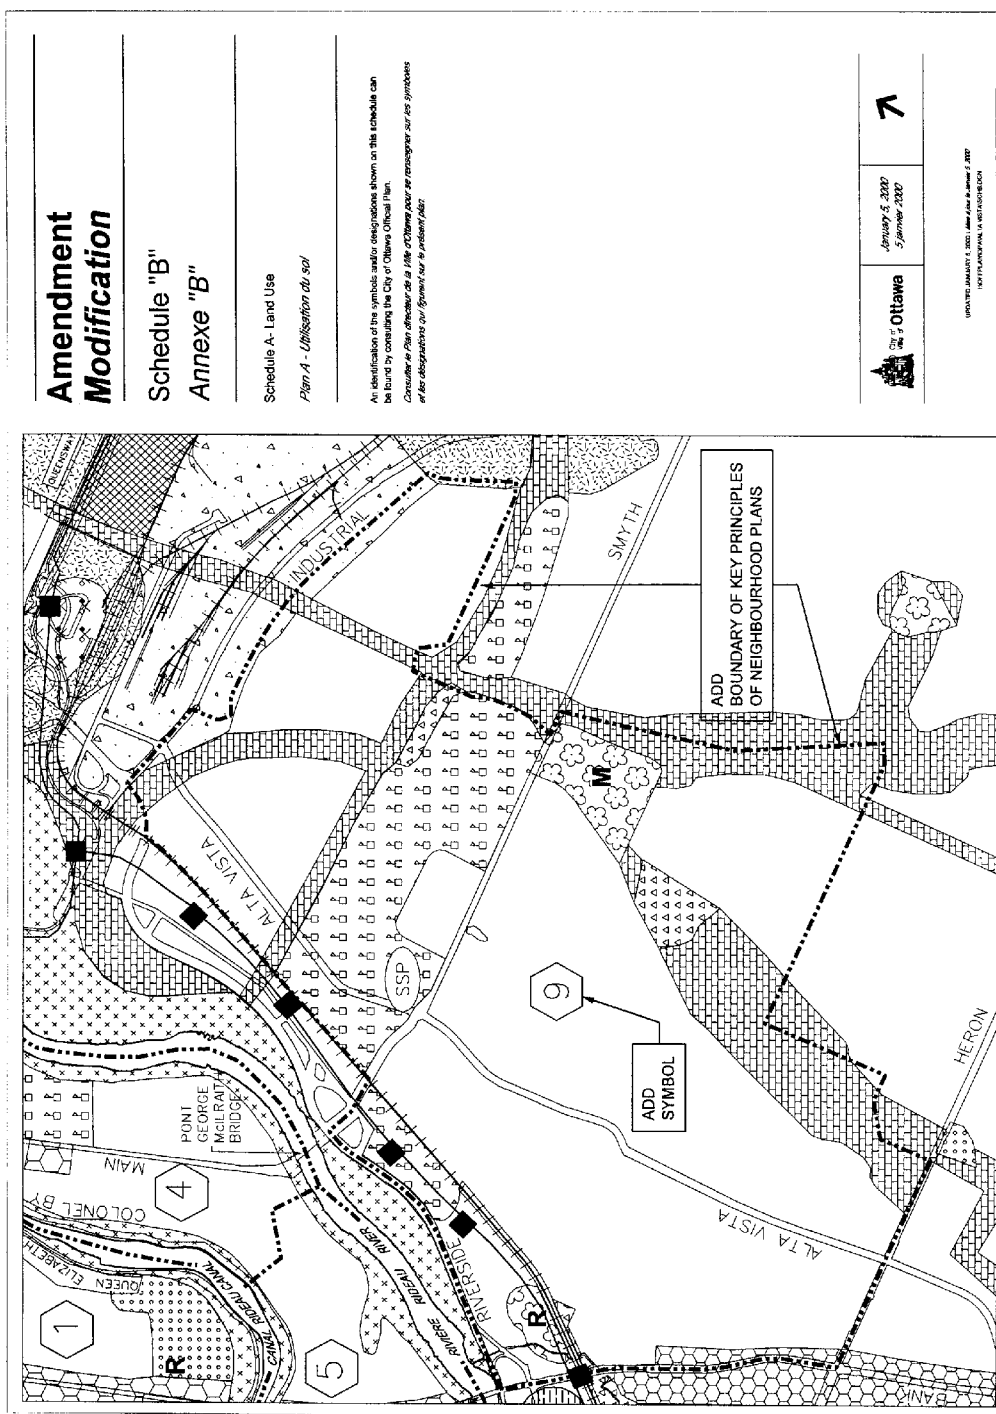 Amendment
Modification
Schedule "B"
Annexe "B"
Schedule A - Land Use
Plan A - Utilisation du sol
An identification of the symbols and/or designations shown on this schedule can
be found by consulting the City of Ottawa Official Plan.
Consulter le Plan directeur de la Ville d'Ottawa pour se renseigner sur les symboles
et les désignations qui figurent sur le présent plan.
City of
Ville d'
Ottawa
January 5, 2000
5 janvier 2000
QUEENSWAY
INDUSTRIAL
SMYTH
ADD
BOUNDARY OF KEY PRINCIPLES
OF NEIGHBOURHOOD PLANS
M
ALTA VISTA
SSP
9
ADD
SYMBOL
HERON
PONT
GEORGE
McILRAIT
BRIDGE
MAIN
COLONEL BY
4
QUEEN
ELIZABETH
1
R
CANAL RIDEAU CANAL
5
RIVIERE RIDEAU RIVER
RIVERSIDE
R
ALTA VISTA
BANK